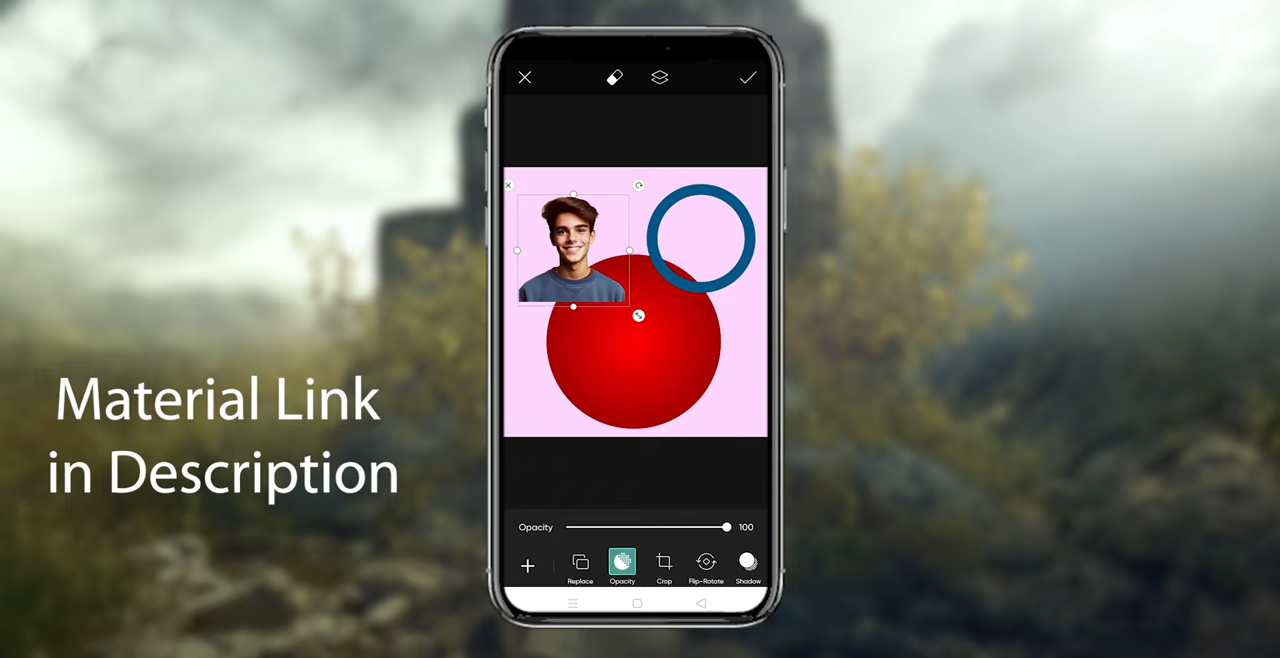 Material Link
in Description
Opacity 100
Replace Opacity Crop Flip-Rotate Shadow